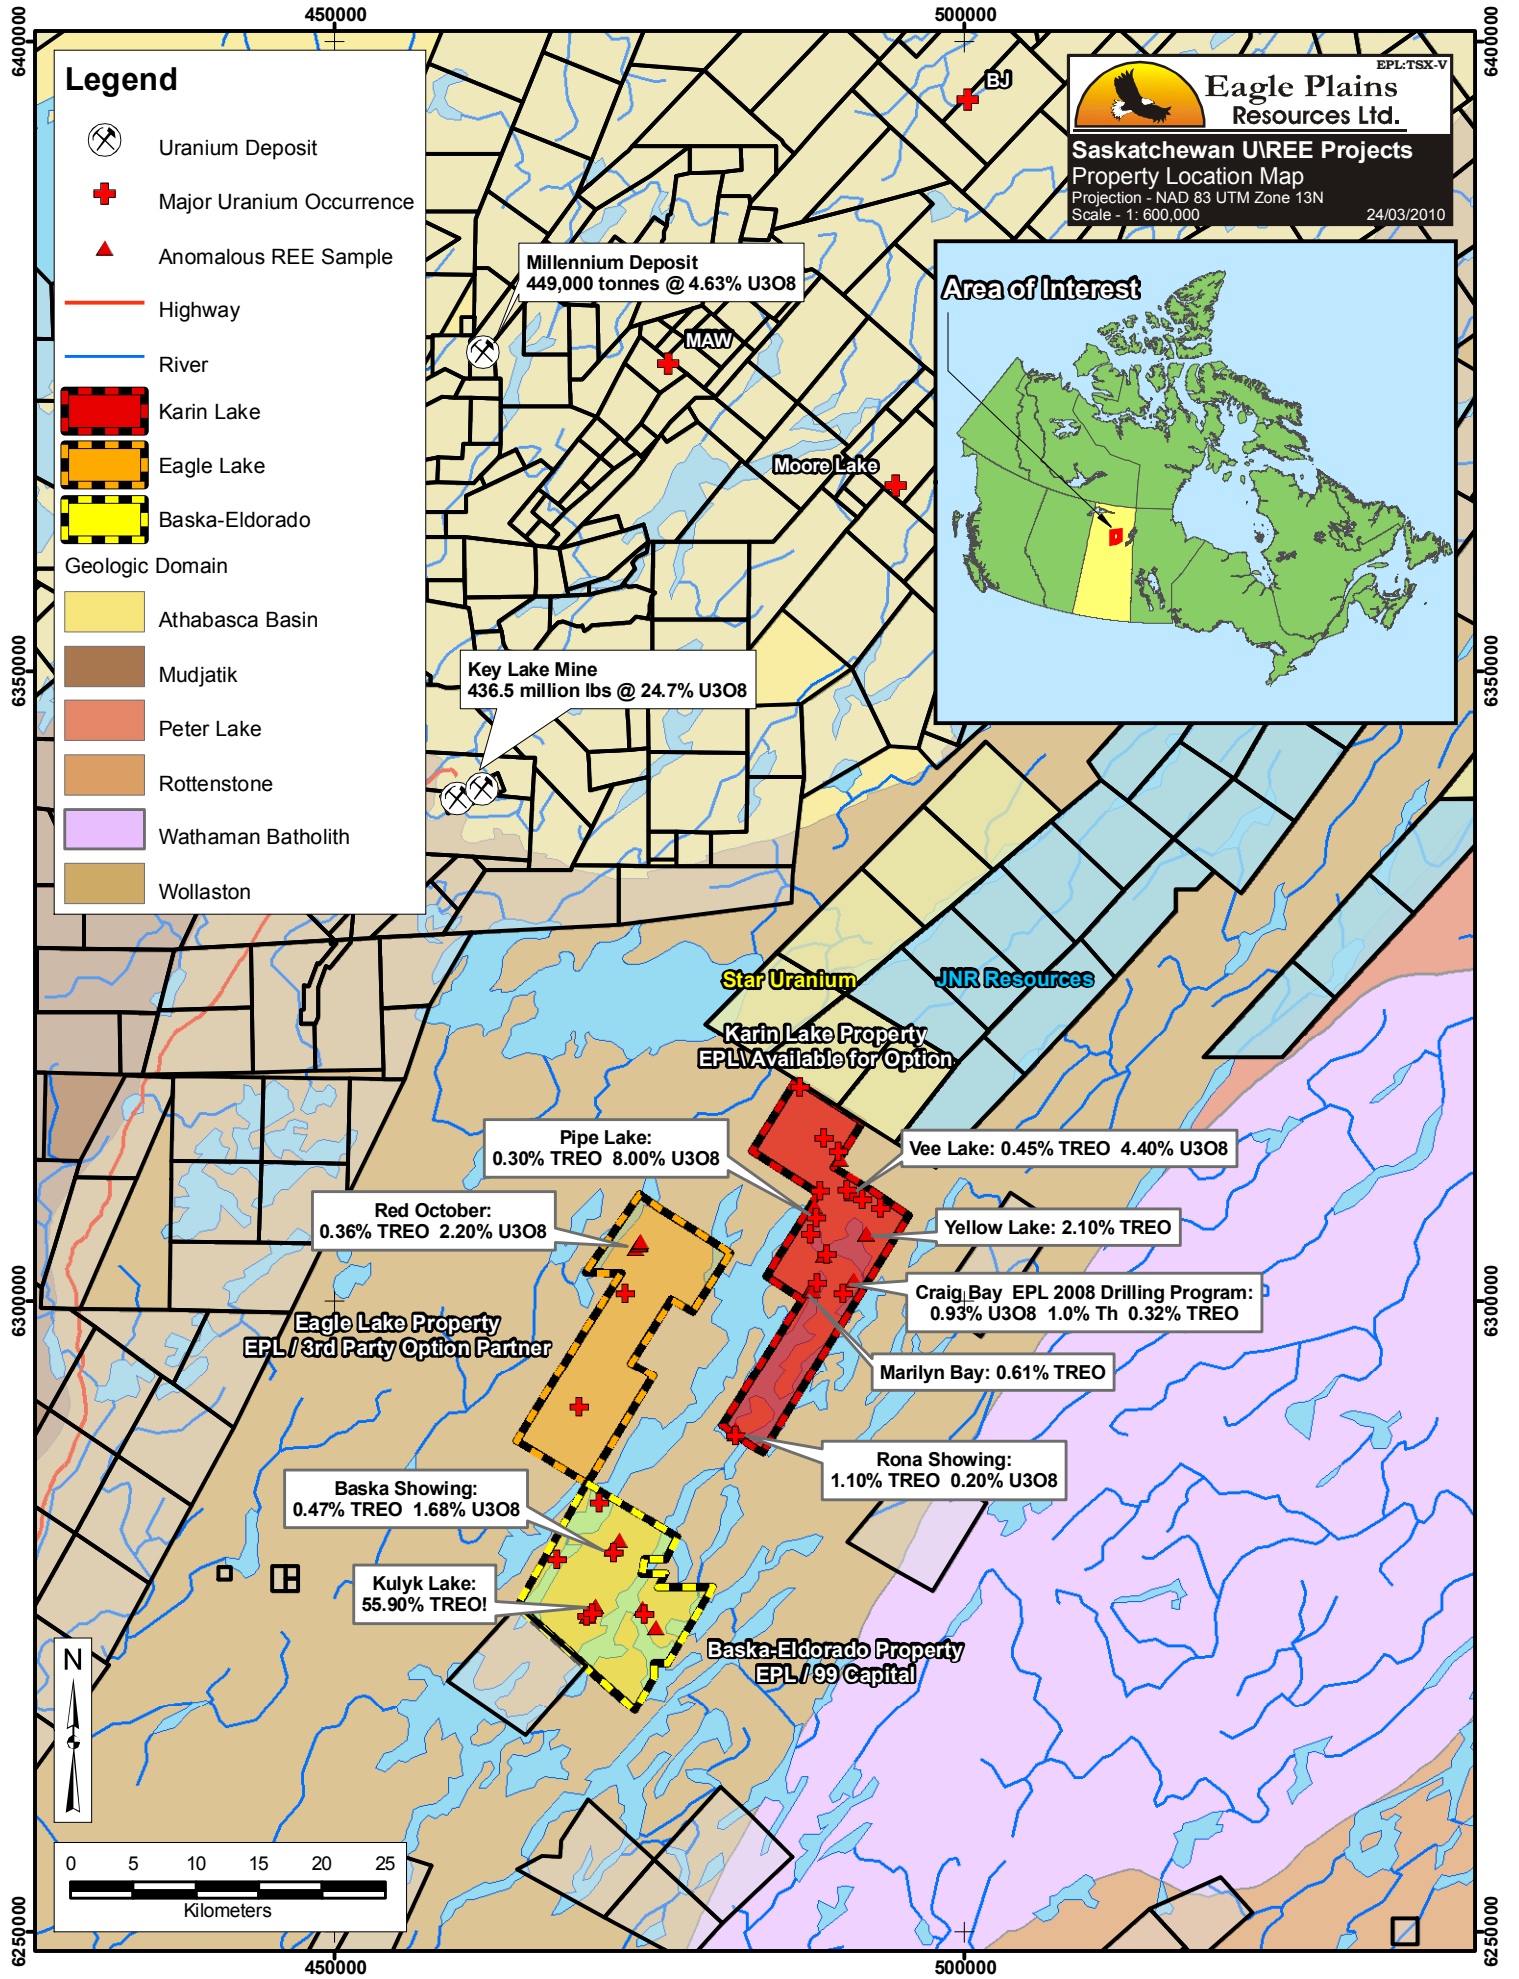 450000
500000
6400000
6400000
Legend
Uranium Deposit
Major Uranium Occurrence
Anomalous REE Sample
Highway
River
Karin Lake
Eagle Lake
Baska-Eldorado
Geologic Domain
Athabasca Basin
Mudjatik
Peter Lake
Rottenstone
Wathaman Batholith
Wollaston
BJ
EPL:TSX-V
Eagle Plains
Resources Ltd.
Saskatchewan U\REE Projects
Property Location Map
Projection - NAD 83 UTM Zone 13N
Scale - 1: 600,000
24/03/2010
Millennium Deposit
449,000 tonnes @ 4.63% U3O8
Area of Interest
MAW
Moore Lake
6350000
6350000
Key Lake Mine
436.5 million lbs @ 24.7% U3O8
Star Uranium
JNR Resources
Karin Lake Property
EPL\Available for Option
Pipe Lake:
0.30% TREO 8.00% U3O8
Vee Lake: 0.45% TREO 4.40% U3O8
Red October:
0.36% TREO 2.20% U3O8
Yellow Lake: 2.10% TREO
Craig Bay EPL 2008 Drilling Program:
0.93% U3O8 1.0% Th 0.32% TREO
6300000
6300000
Eagle Lake Property
EPL / 3rd Party Option Partner
Marilyn Bay: 0.61% TREO
Rona Showing:
1.10% TREO 0.20% U3O8
Baska Showing:
0.47% TREO 1.68% U3O8
Kulyk Lake:
55.90% TREO!
Baska-Eldorado Property
EPL / 99 Capital
N
0 5 10 15 20 25
Kilometers
6250000
6250000
450000
500000